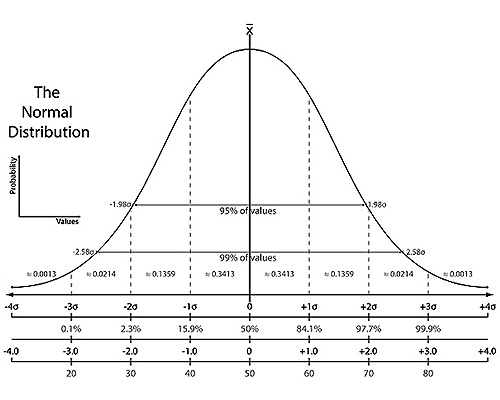 X̅
The
Normal
Distribution
Probability
Values
-1.98σ 1.98σ
95% of values
-2.58σ 2.58σ
99% of values
≈ 0.0013 ≈ 0.0214 ≈ 0.1359 ≈ 0.3413 ≈ 0.3413 ≈ 0.1359 ≈ 0.0214 ≈ 0.0013
-4σ -3σ -2σ -1σ 0 +1σ +2σ +3σ +4σ
0.1% 2.3% 15.9% 50% 84.1% 97.7% 99.9%
-4.0 -3.0 -2.0 -1.0 0 +1.0 +2.0 +3.0 +4.0
20 30 40 50 60 70 80